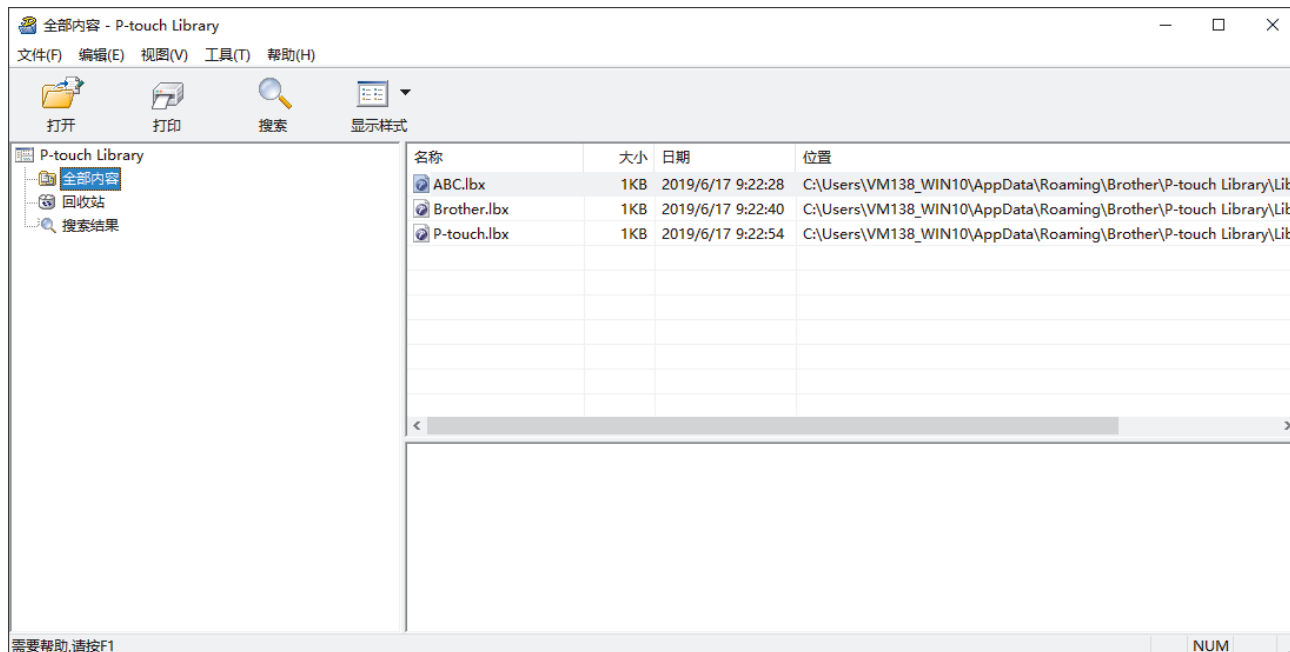 全部内容 - P-touch Library
文件(F) 编辑(E) 视图(V) 工具(T) 帮助(H)
打开 打印 搜索 显示样式
P-touch Library
全部内容
回收站
搜索结果
名称 大小 日期 位置
ABC.lbx 1KB 2019/6/17 9:22:28 C:\Users\VM138_WIN10\AppData\Roaming\Brother\P-touch Library\Lib
Brother.lbx 1KB 2019/6/17 9:22:40 C:\Users\VM138_WIN10\AppData\Roaming\Brother\P-touch Library\Lib
P-touch.lbx 1KB 2019/6/17 9:22:54 C:\Users\VM138_WIN10\AppData\Roaming\Brother\P-touch Library\Lib
需要帮助,请按F1 NUM